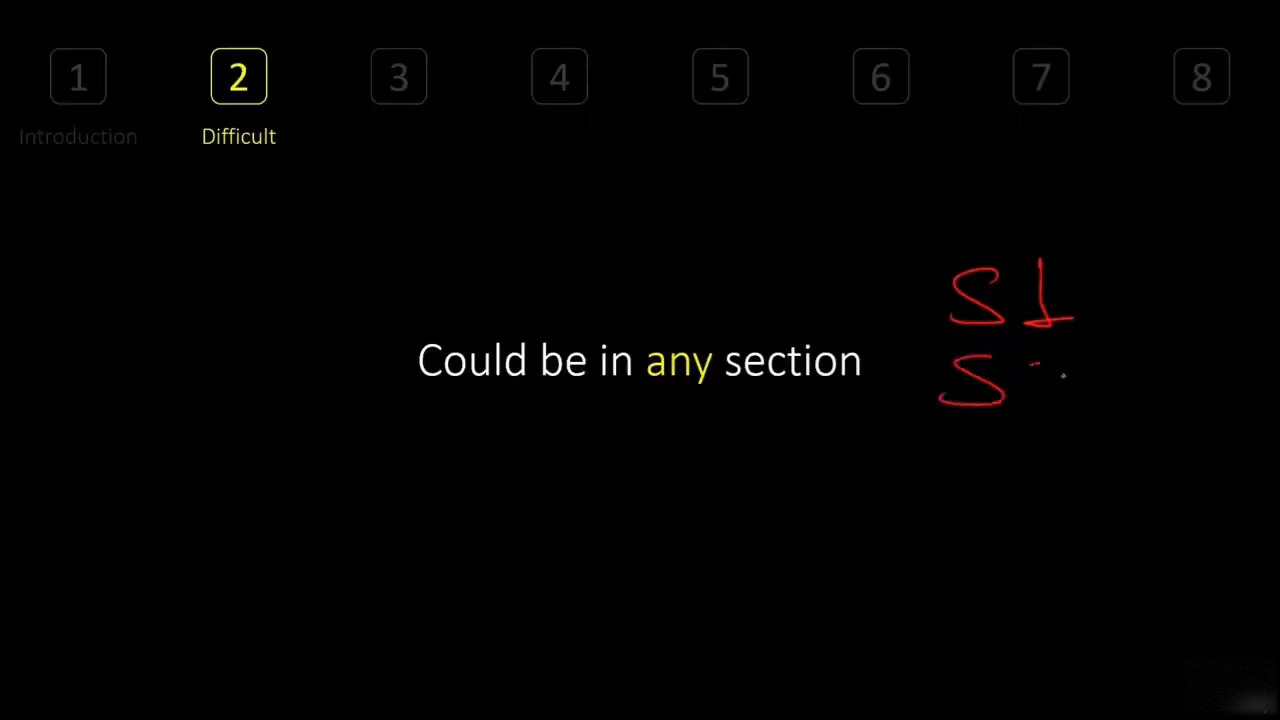 1 2 3 4 5 6 7 8
Introduction Difficult
S1
Could be in any section
S